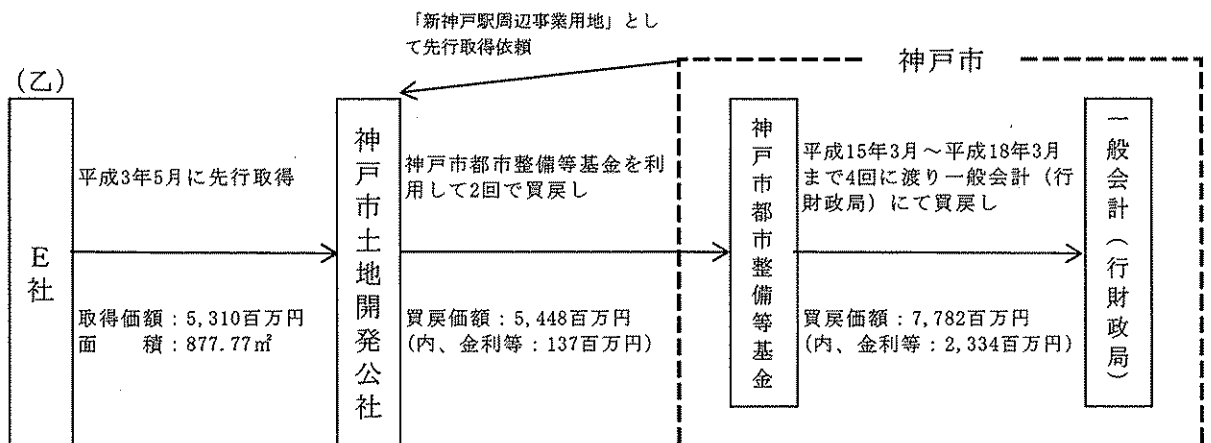 「新神戸駅周辺事業用地」とし
て先行取得依頼
神戸市
(乙)
E社
平成3年5月に先行取得
取得価額：5,310百万円
面　　積：877.77㎡
神戸市土地開発公社
神戸市都市整備等基金を利
用して2回で買戻し
買戻価額：5,448百万円
(内、金利等：137百万円)
神戸市都市整備等基金
平成15年3月～平成18年3月
まで4回に渡り一般会計（行
財政局）にて買戻し
買戻価額：7,782百万円
(内、金利等：2,334百万円)
一般会計（行財政局）